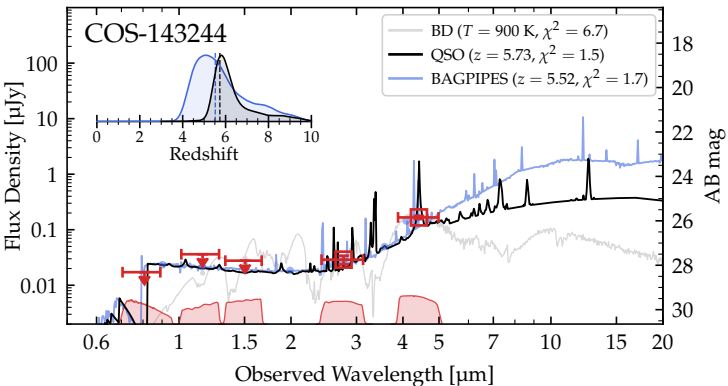 COS-143244
BD (T = 900 K, χ² = 6.7)
QSO (z = 5.73, χ² = 1.5)
BAGPIPES (z = 5.52, χ² = 1.7)
0 2 4 6 8 10
Redshift
Flux Density [μJy]
100
10
1
0.1
0.01
AB mag
18
20
22
24
26
28
30
0.6 1 2 3 4 5 10 15 20
Observed Wavelength [μm]